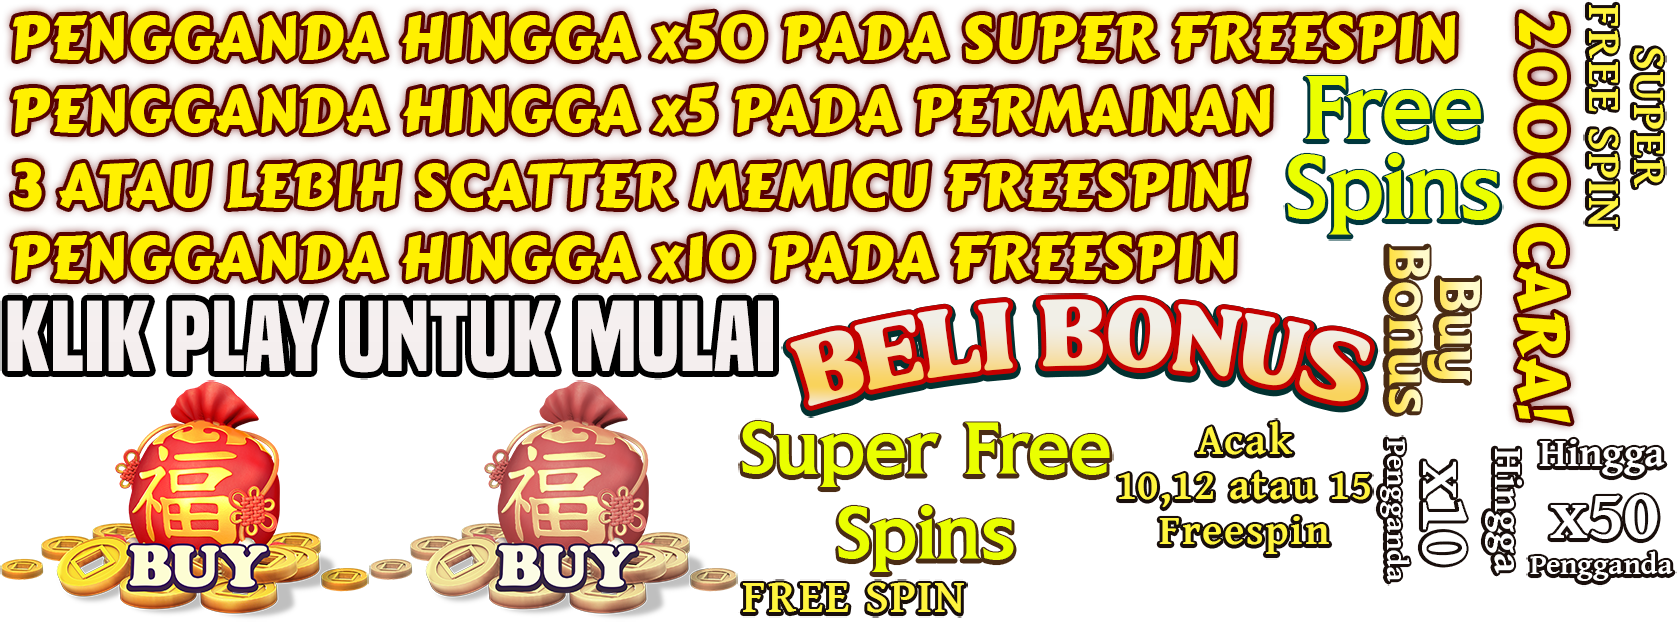 PENGGANDA HINGGA x50 PADA SUPER FREESPIN
PENGGANDA HINGGA x5 PADA PERMAINAN
3 ATAU LEBIH SCATTER MEMICU FREESPIN!
PENGGANDA HINGGA x10 PADA FREESPIN
Free
Spins
2000 CARA!
SUPER
FREE SPIN
KLIK PLAY UNTUK MULAI
BELI BONUS
Buy
Bonus
福
BUY
福
BUY
Super Free
Spins
FREE SPIN
Acak
10,12 atau 15
Freespin
Hingga
x10
Pengganda
Hingga
x50
Pengganda